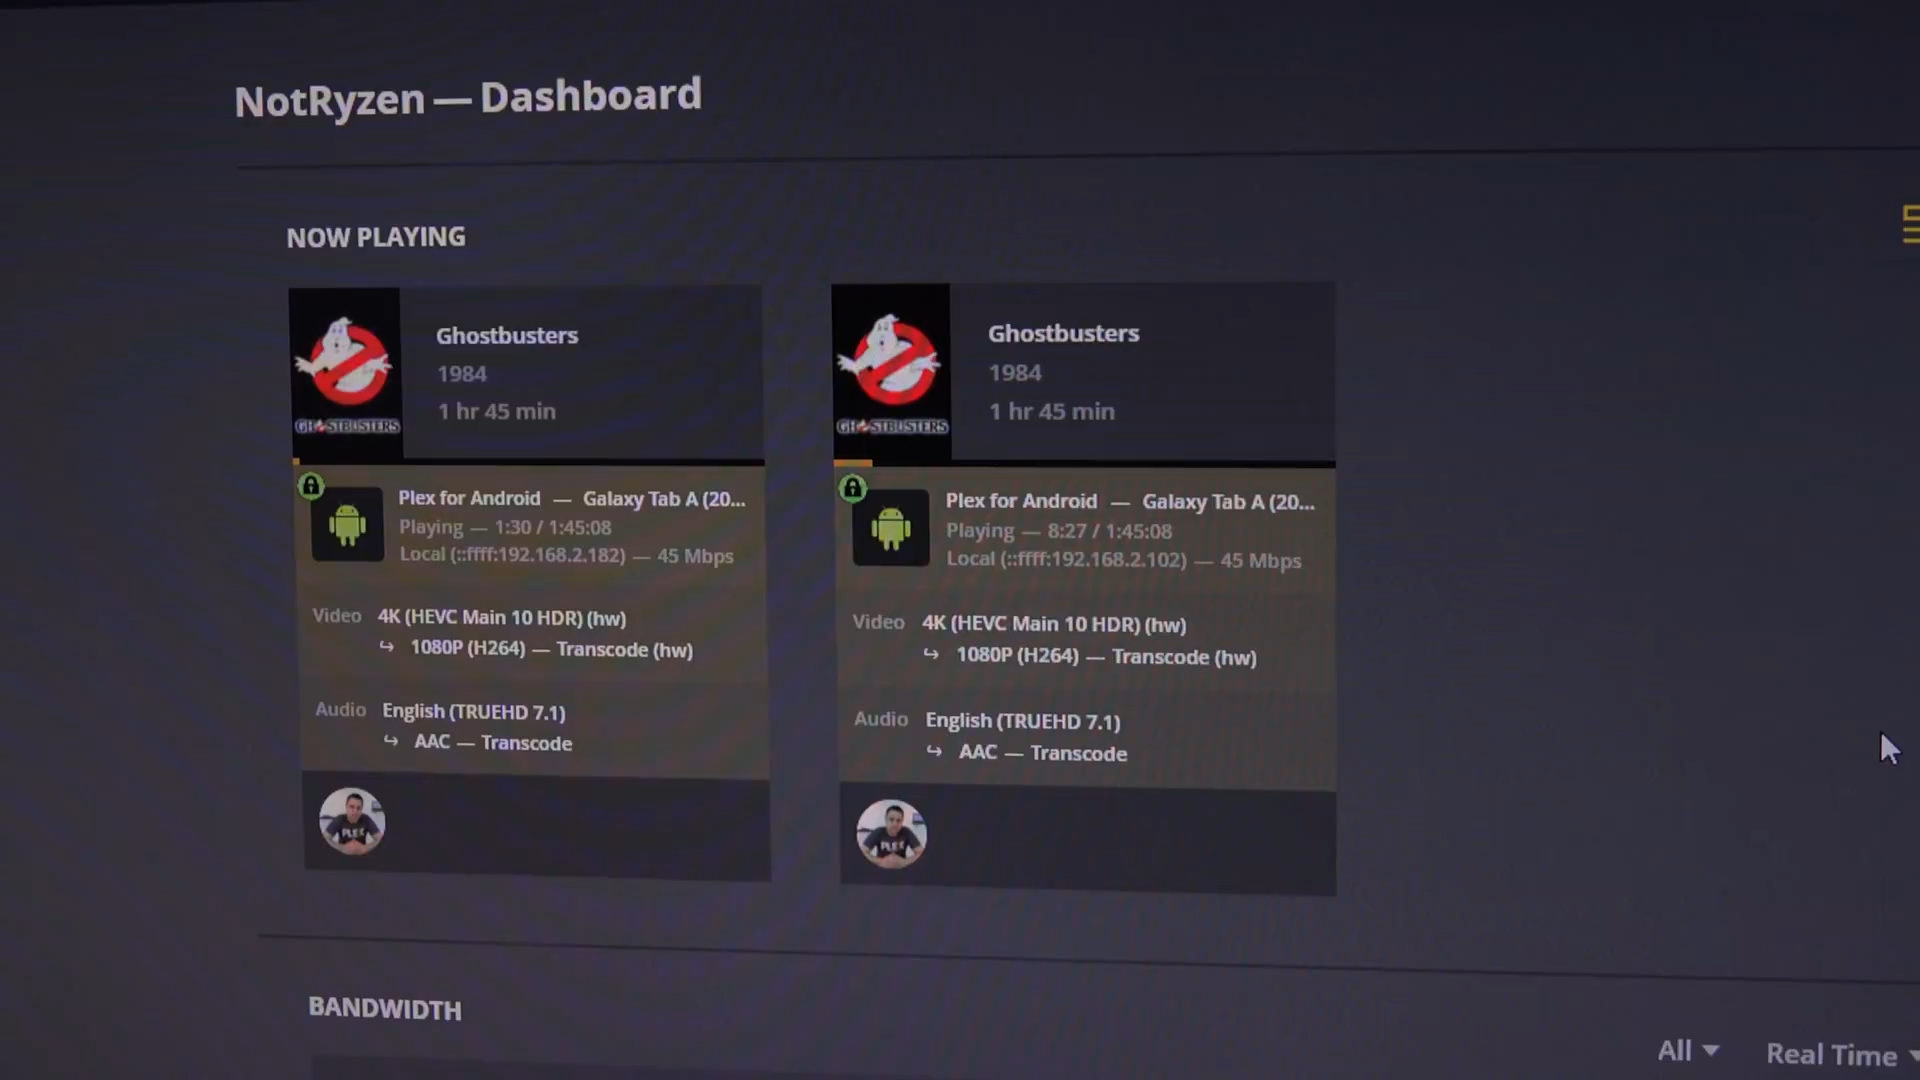 NotRyzen — Dashboard
NOW PLAYING
GHOSTBUSTERS
Ghostbusters
1984
1 hr 45 min
Plex for Android — Galaxy Tab A (20...
Playing — 1:30 / 1:45:08
Local (::ffff:192.168.2.182) — 45 Mbps
Video 4K (HEVC Main 10 HDR) (hw)
↪ 1080P (H264) — Transcode (hw)
Audio English (TRUEHD 7.1)
↪ AAC — Transcode
PLEX
GHOSTBUSTERS
Ghostbusters
1984
1 hr 45 min
Plex for Android — Galaxy Tab A (20...
Playing — 8:27 / 1:45:08
Local (::ffff:192.168.2.102) — 45 Mbps
Video 4K (HEVC Main 10 HDR) (hw)
↪ 1080P (H264) — Transcode (hw)
Audio English (TRUEHD 7.1)
↪ AAC — Transcode
PLEX
BANDWIDTH
All
Real Time